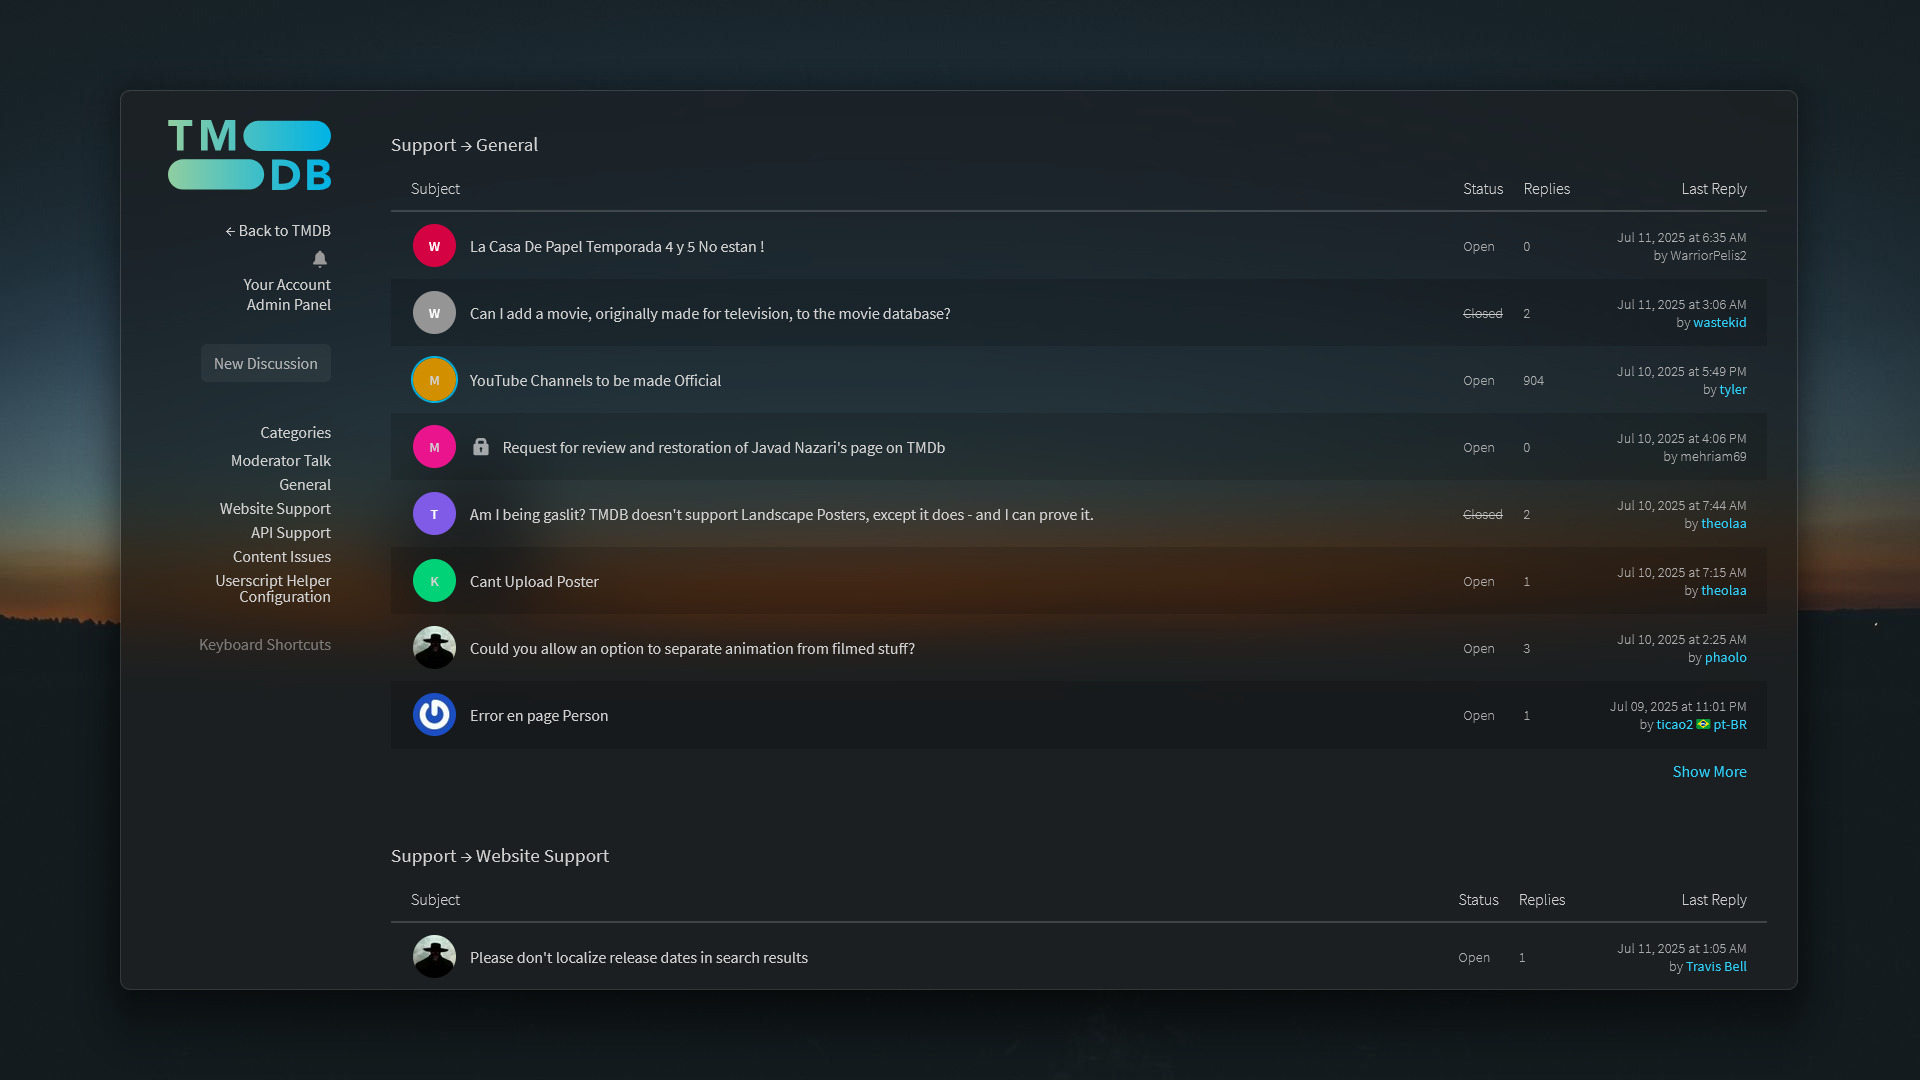 TM
DB
← Back to TMDB
Your Account
Admin Panel
New Discussion
Categories
Moderator Talk
General
Website Support
API Support
Content Issues
Userscript Helper
Configuration
Keyboard Shortcuts
Support → General
Subject Status Replies Last Reply
W La Casa De Papel Temporada 4 y 5 No estan ! Open 0 Jul 11, 2025 at 6:35 AM
by WarriorPelis2
W Can I add a movie, originally made for television, to the movie database? Closed 2 Jul 11, 2025 at 3:06 AM
by wastekid
M YouTube Channels to be made Official Open 904 Jul 10, 2025 at 5:49 PM
by tyler
M Request for review and restoration of Javad Nazari's page on TMDb Open 0 Jul 10, 2025 at 4:06 PM
by mehriam69
T Am I being gaslit? TMDB doesn't support Landscape Posters, except it does - and I can prove it. Closed 2 Jul 10, 2025 at 7:44 AM
by theolaa
K Cant Upload Poster Open 1 Jul 10, 2025 at 7:15 AM
by theolaa
Could you allow an option to separate animation from filmed stuff? Open 3 Jul 10, 2025 at 2:25 AM
by phaolo
Error en page Person Open 1 Jul 09, 2025 at 11:01 PM
by ticao2 🇧🇷 pt-BR
Show More
Support → Website Support
Subject Status Replies Last Reply
Please don't localize release dates in search results Open 1 Jul 11, 2025 at 1:05 AM
by Travis Bell